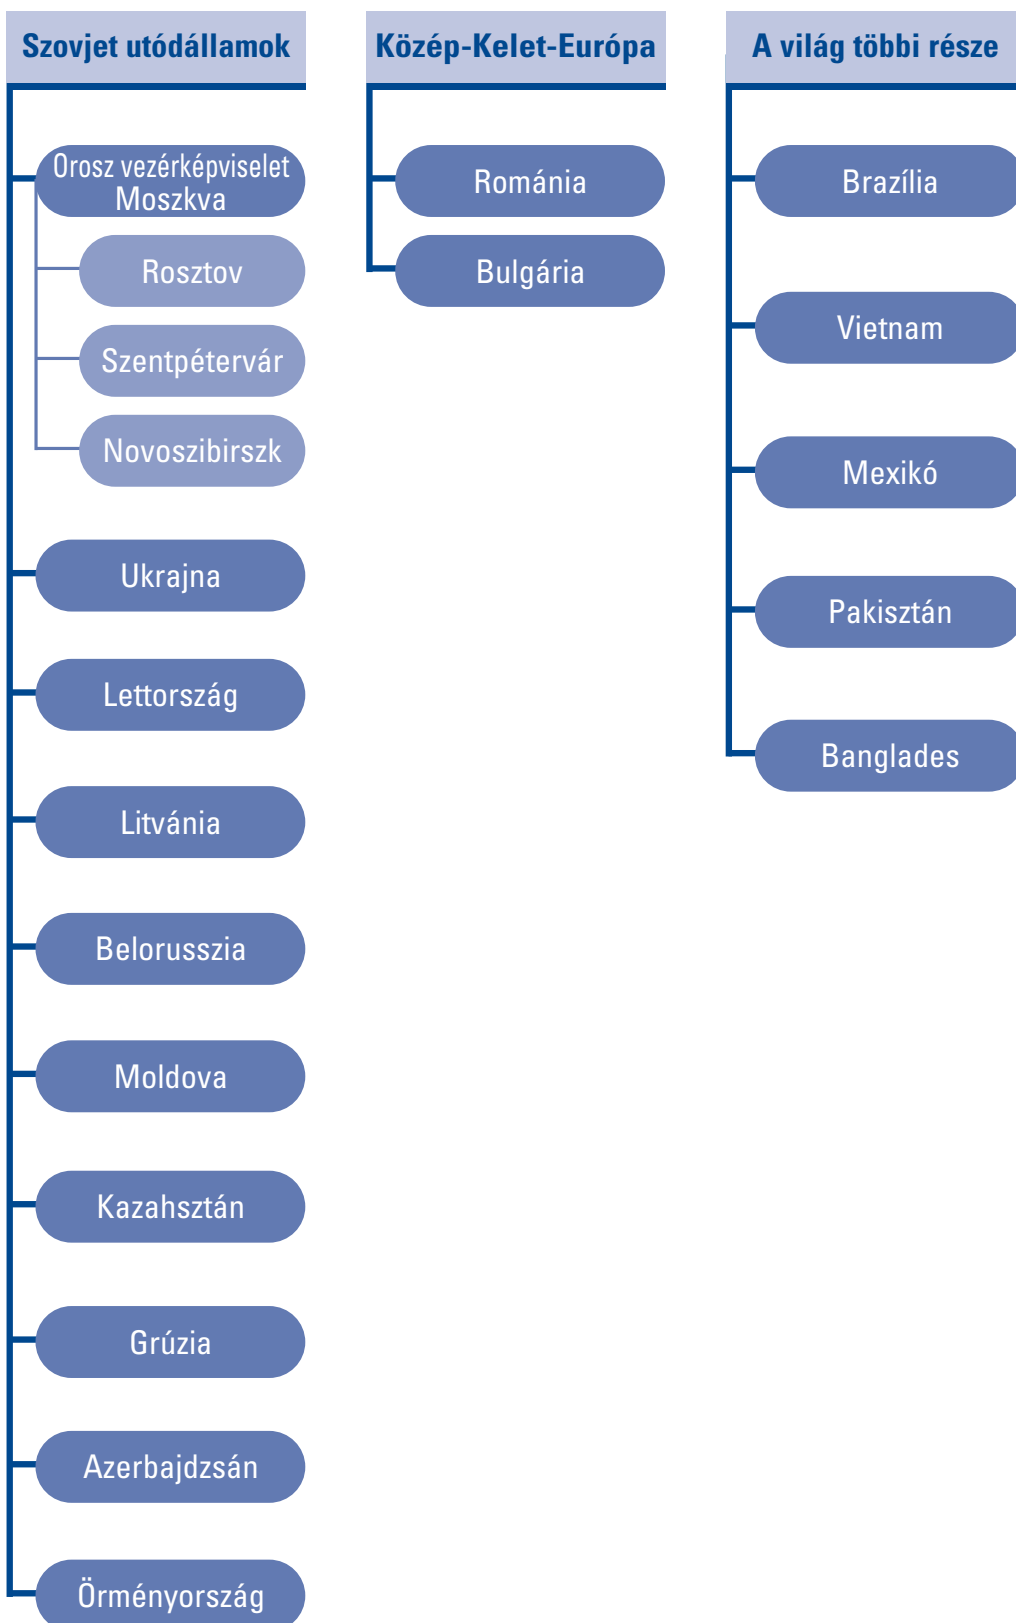 Szovjet utódállamok
Orosz vezérképviselet
Moszkva
Rosztov
Szentpétervár
Novoszibirszk
Ukrajna
Lettország
Litvánia
Belorusszia
Moldova
Kazahsztán
Grúzia
Azerbajdzsán
Örményország
Közép-Kelet-Európa
Románia
Bulgária
A világ többi része
Brazília
Vietnam
Mexikó
Pakisztán
Banglades